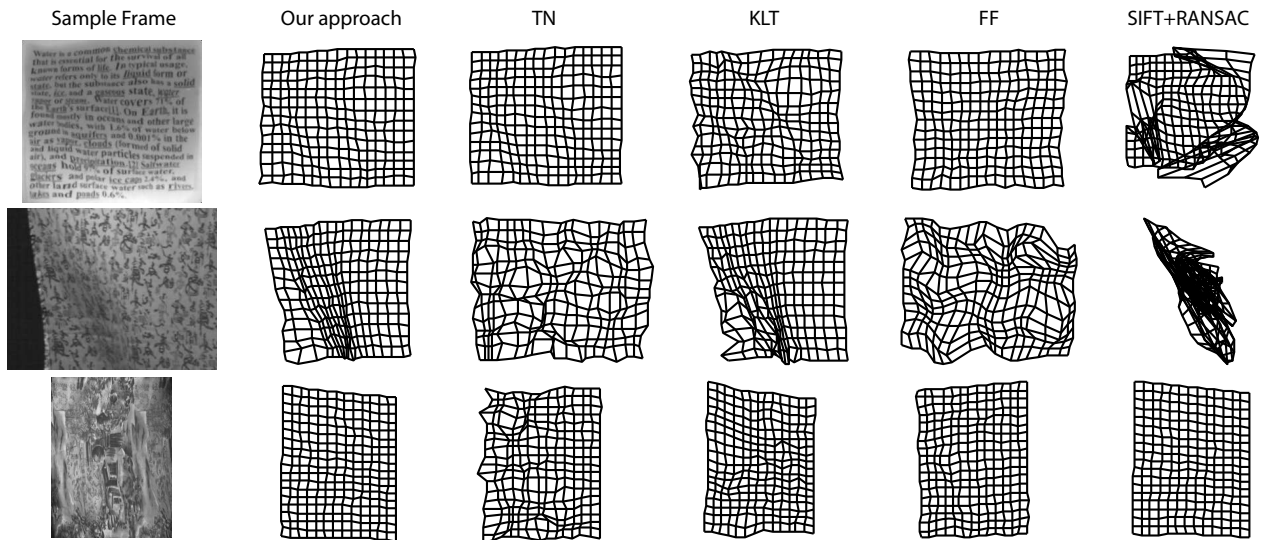 Sample Frame Our approach TN KLT FF SIFT+RANSAC
Water is a common chemical substance
that is essential for the survival of all
known forms of life. In typical usage,
water refers only to its liquid form or
state, but the substance also has a solid
state, ice, and a gaseous state, water
vapor or steam. Water covers 71% of
the Earth's surface[1]. On Earth, it is
found mostly in oceans and other large
water bodies, with 1.6% of water below
ground in aquifers and 0.001% in the
air as vapor, clouds (formed of solid
and liquid water particles suspended in
air), and precipitation.[2] Saltwater
oceans hold 97% of surface water,
glaciers and polar ice caps 2.4%, and
other land surface water such as rivers,
lakes and ponds 0.6%.